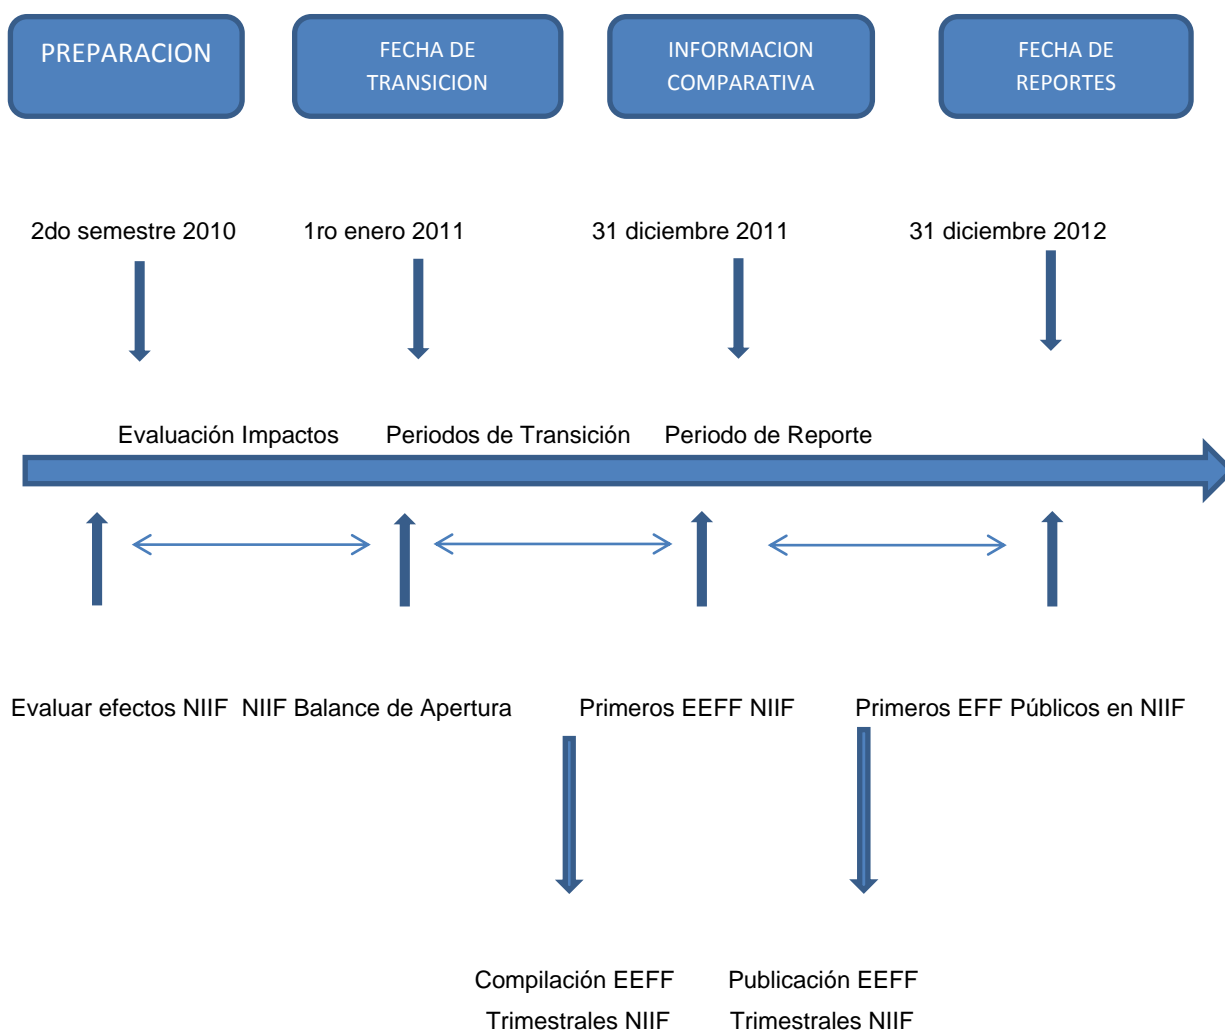 PREPARACION
FECHA DE
TRANSICION
INFORMACION
COMPARATIVA
FECHA DE
REPORTES
2do semestre 2010
1ro enero 2011
31 diciembre 2011
31 diciembre 2012
Evaluación Impactos
Periodos de Transición
Periodo de Reporte
Evaluar efectos NIIF
NIIF Balance de Apertura
Primeros EEFF NIIF
Primeros EFF Públicos en NIIF
Compilación EEFF
Trimestrales NIIF
Publicación EEFF
Trimestrales NIIF